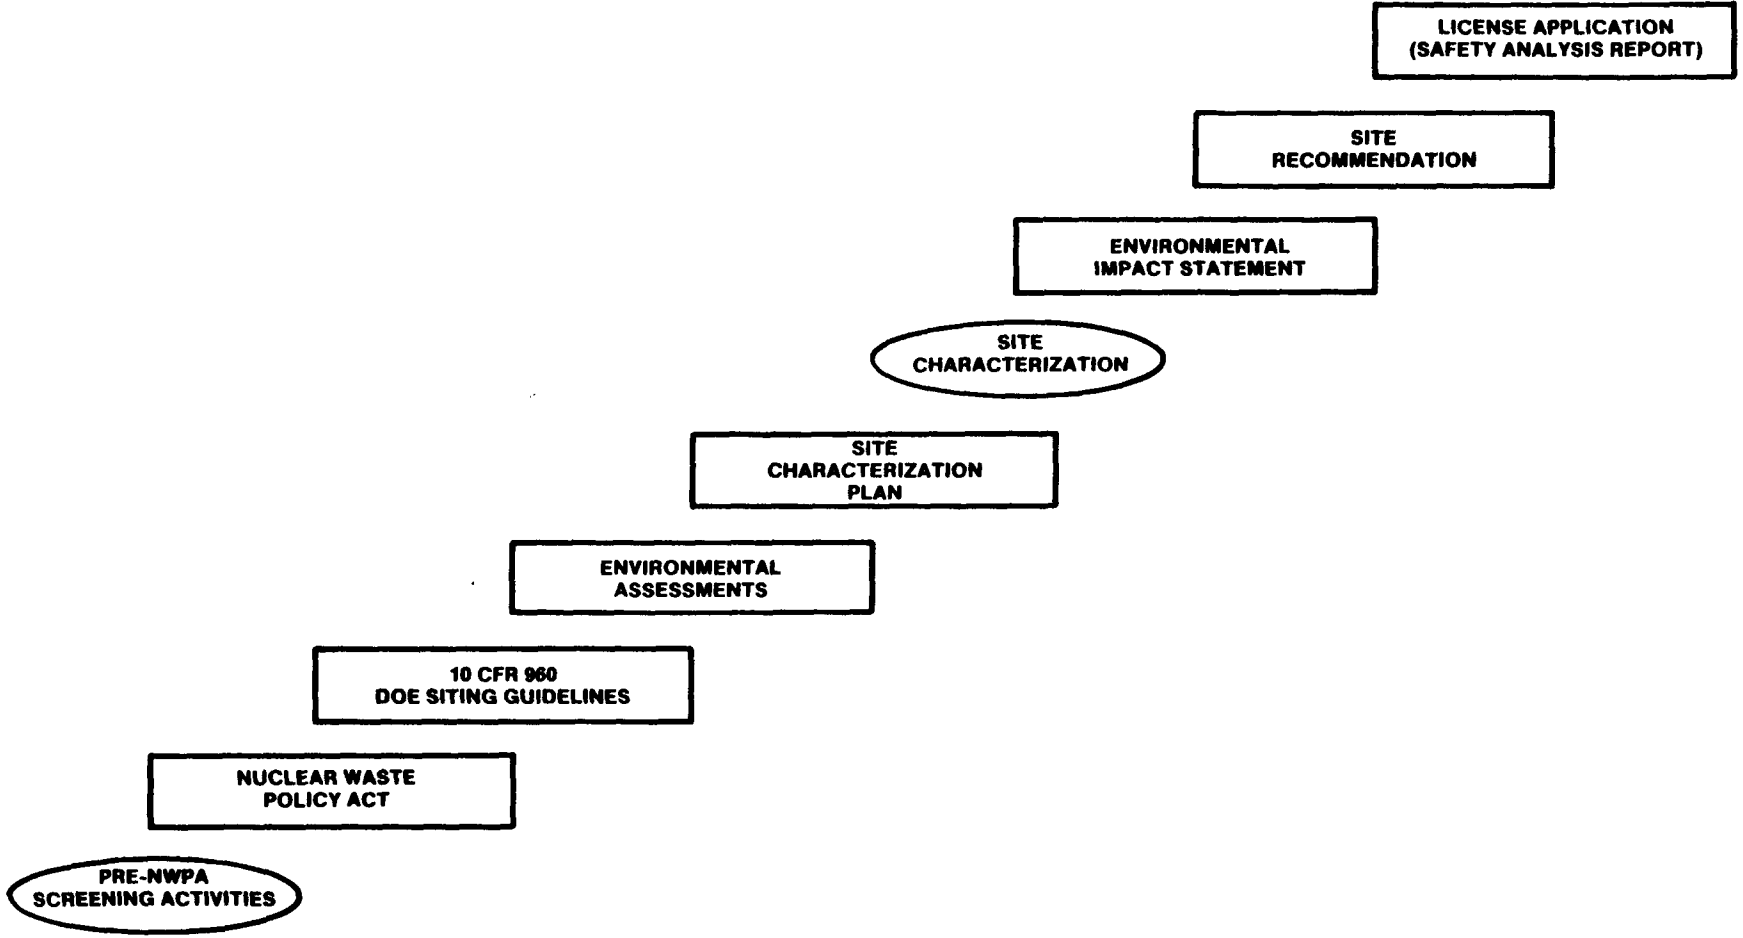 LICENSE APPLICATION
(SAFETY ANALYSIS REPORT)
SITE
RECOMMENDATION
ENVIRONMENTAL
IMPACT STATEMENT
SITE
CHARACTERIZATION
SITE
CHARACTERIZATION
PLAN
ENVIRONMENTAL
ASSESSMENTS
10 CFR 960
DOE SITING GUIDELINES
NUCLEAR WASTE
POLICY ACT
PRE-NWPA
SCREENING ACTIVITIES